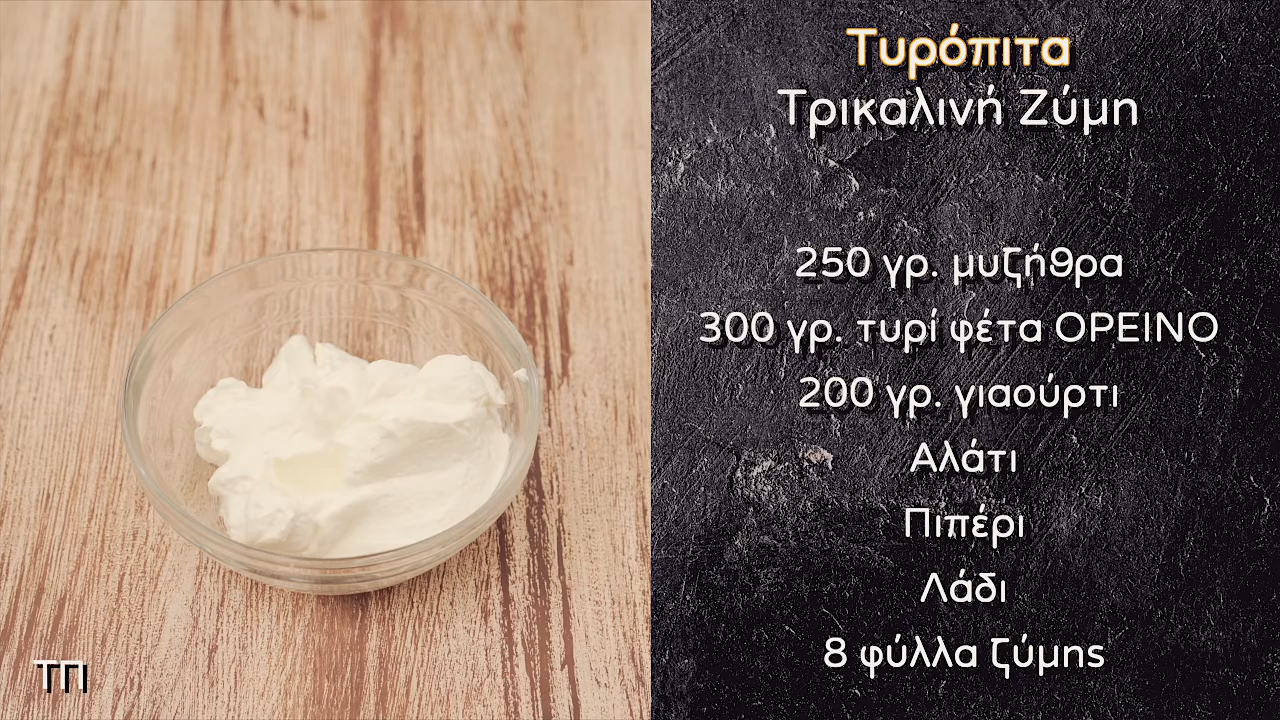 Τυρόπιτα
Τρικαλινή Ζύμη
250 γρ. μυζήθρα
300 γρ. τυρί φέτα ΟΡΕΙΝΟ
200 γρ. γιαούρτι
Αλάτι
Πιπέρι
Λάδι
8 φύλλα ζύμης
ΤΠ